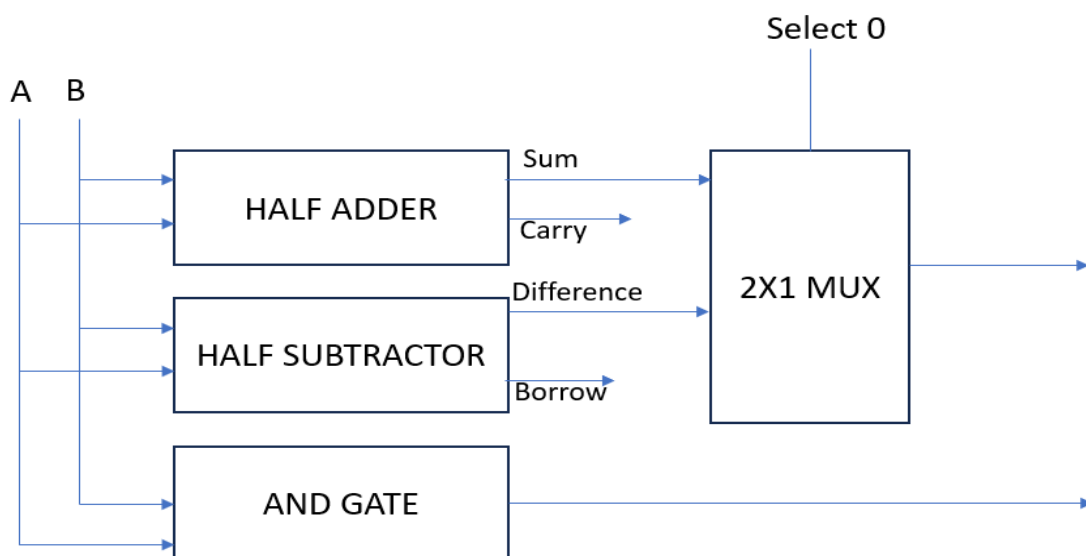 Select 0
A B
Sum
HALF ADDER
Carry
Difference
2X1 MUX
HALF SUBTRACTOR
Borrow
AND GATE